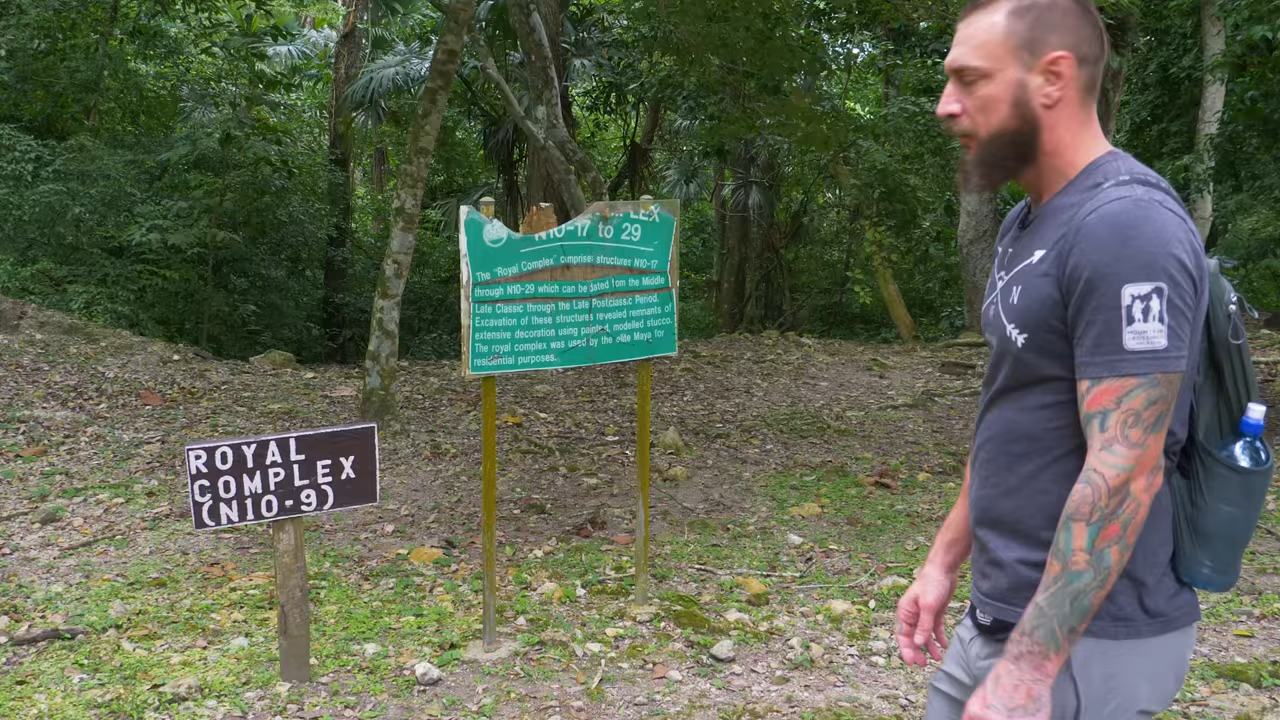 ROYAL
COMPLEX
(N10-9)
N10-17 to 29
The "Royal Complex" comprises structures N10-17
through N10-29 which can be dated from the Middle
Late Classic through the Late Postclassic Period.
Excavation of these structures revealed remnants of
extensive decoration using painted, modelled stucco.
The royal complex was used by the elite Maya for
residential purposes.
N